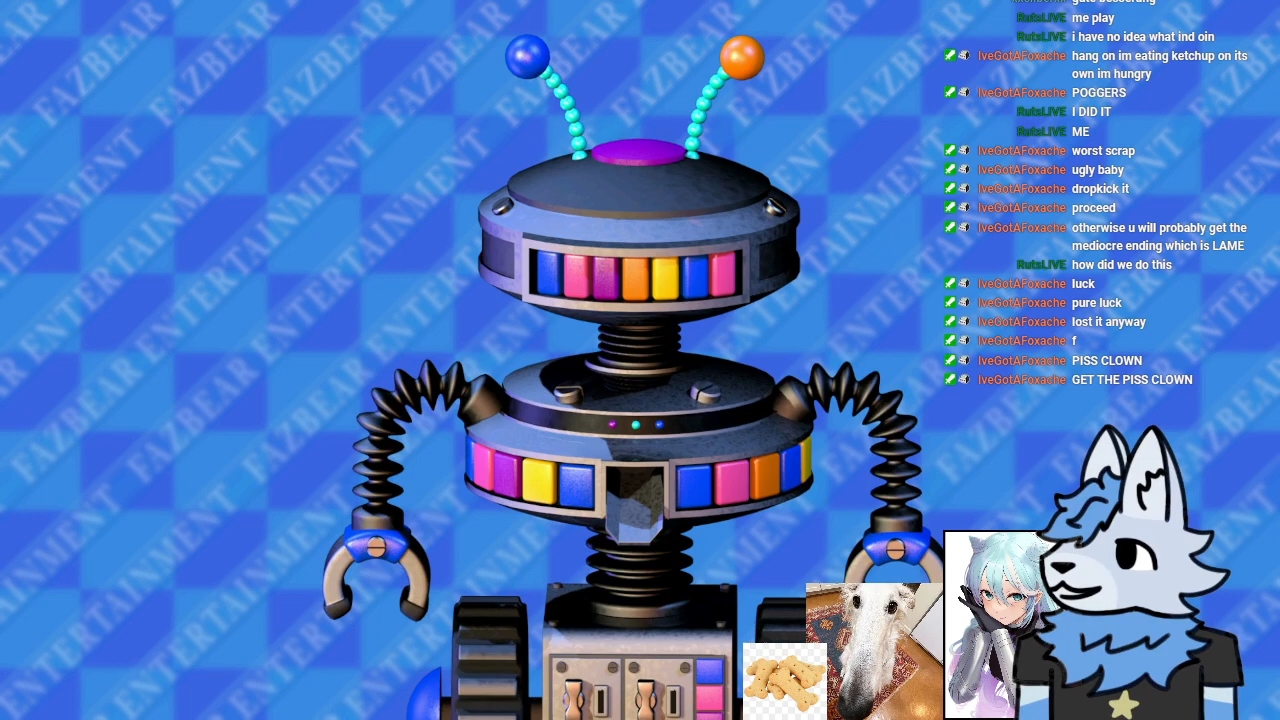 RutsLIVE me play
RutsLIVE i have no idea what ind oin
IveGotAFoxache hang on im eating ketchup on its
own im hungry
IveGotAFoxache POGGERS
RutsLIVE I DID IT
RutsLIVE ME
IveGotAFoxache worst scrap
IveGotAFoxache ugly baby
IveGotAFoxache dropkick it
IveGotAFoxache proceed
IveGotAFoxache otherwise u will probably get the
mediocre ending which is LAME
RutsLIVE how did we do this
IveGotAFoxache luck
IveGotAFoxache pure luck
IveGotAFoxache lost it anyway
IveGotAFoxache f
IveGotAFoxache PISS CLOWN
IveGotAFoxache GET THE PISS CLOWN
FAZBEAR ENTERTAINMENT